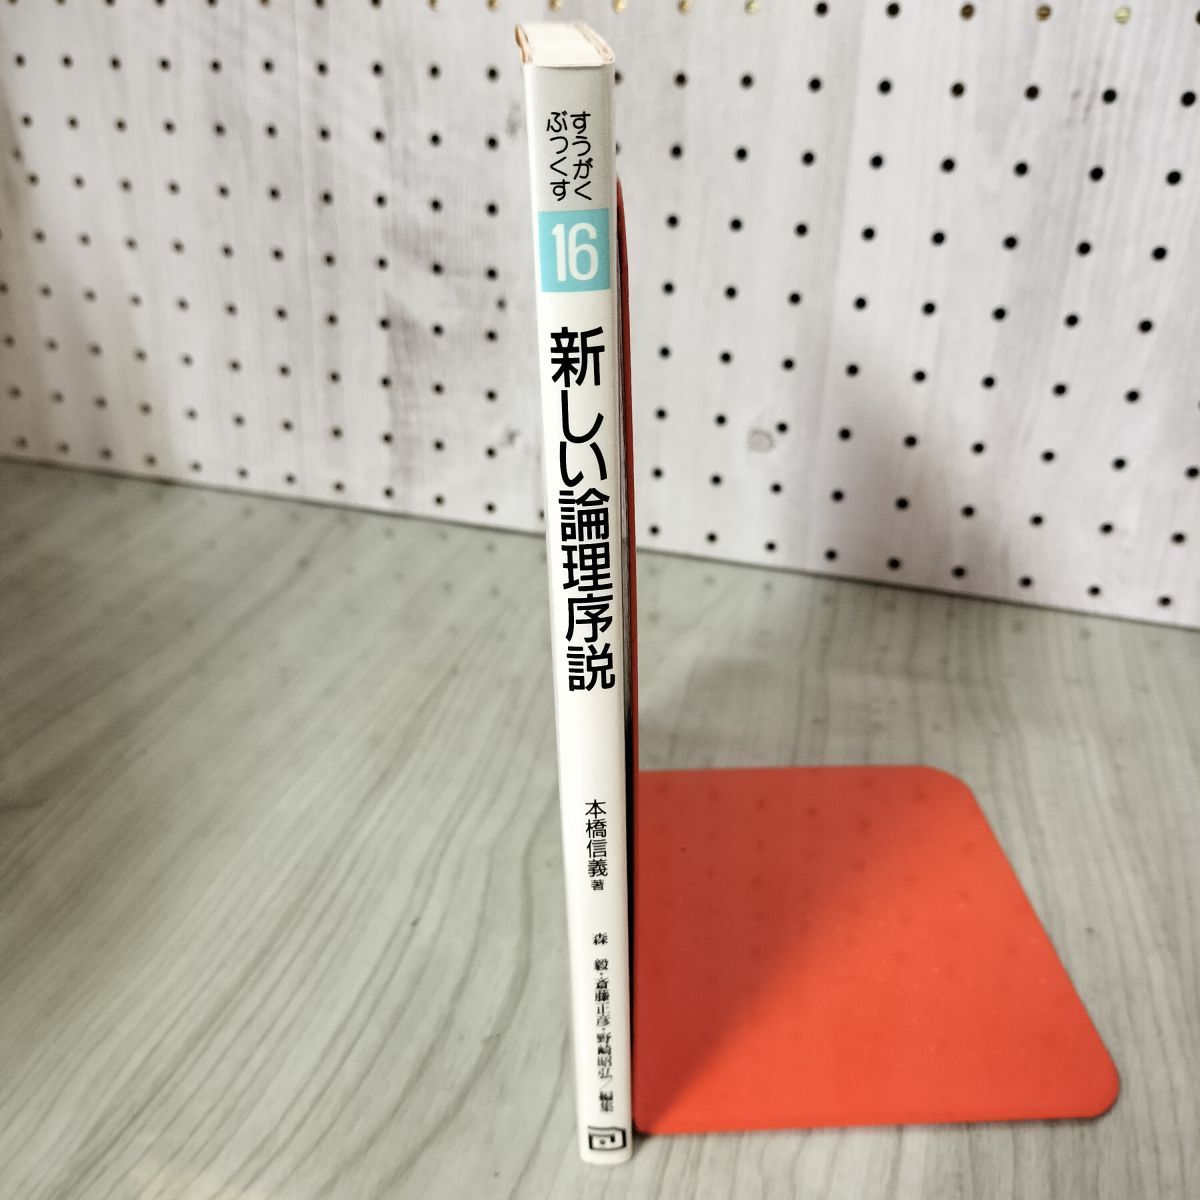 すうがく
ぶっくす
16
新しい論理序説
本橋信義 著
森 毅・斎藤正彦・野崎昭弘／編集